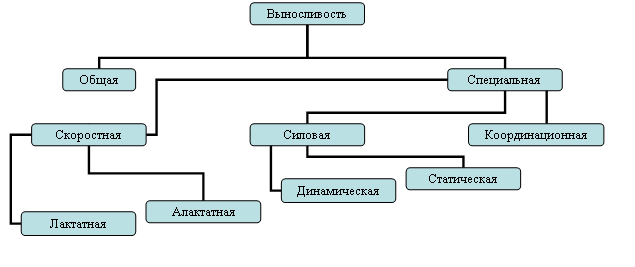 Выносливость
Общая
Специальная
Скоростная
Силовая
Координационная
Динамическая
Статическая
Лактатная
Алактатная